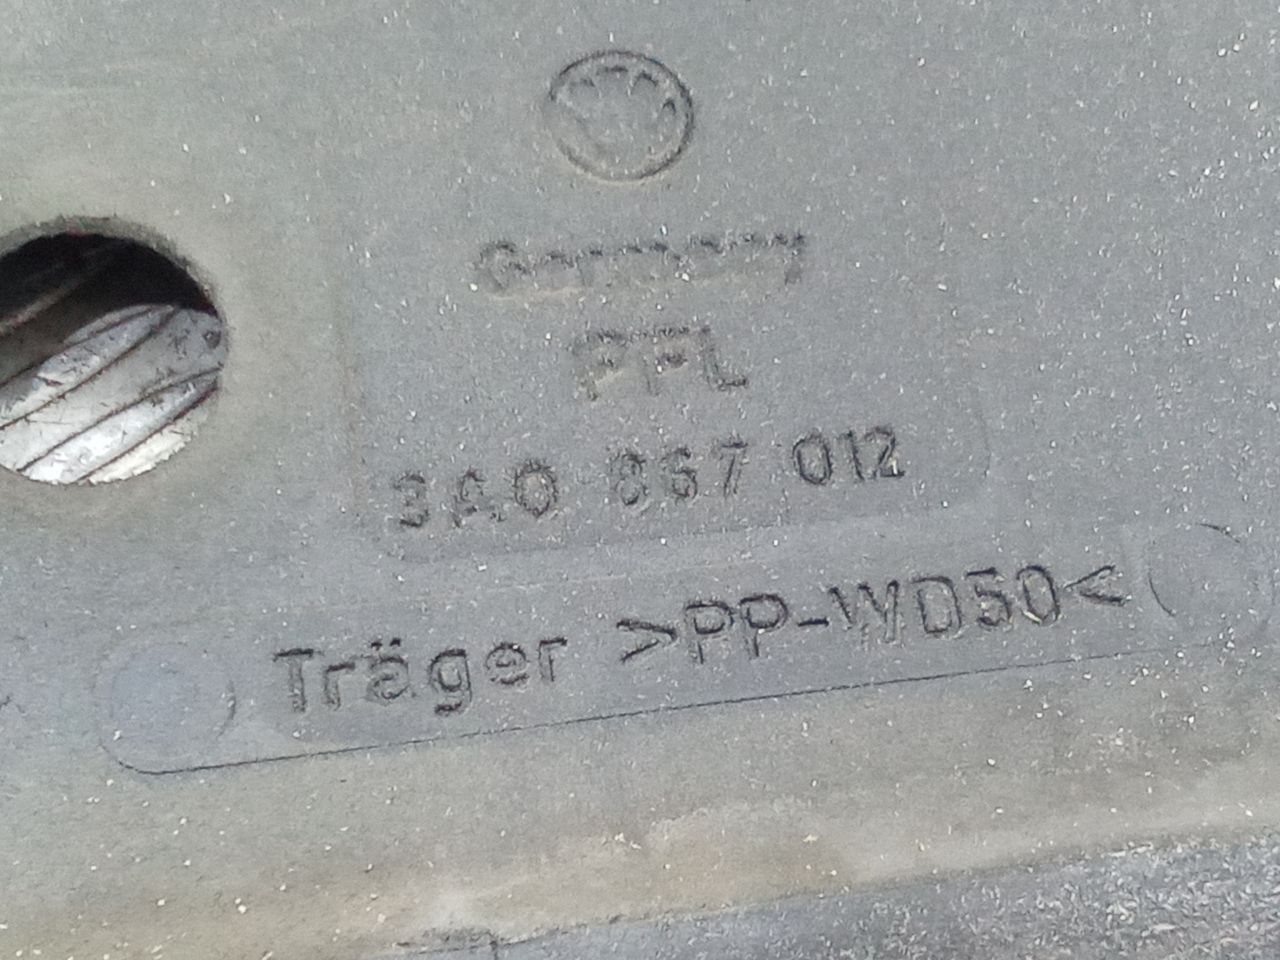 Germany
PFL
3A0 867 012
Träger >PP-WD50<